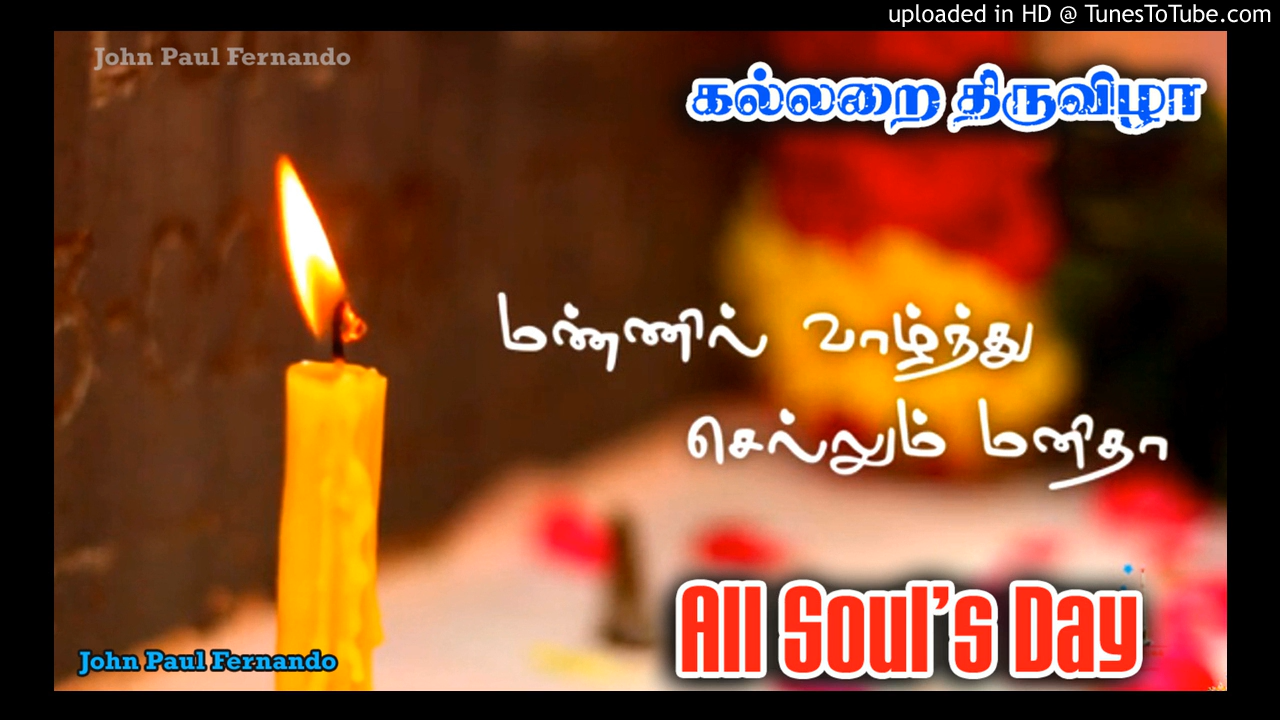 uploaded in HD @ TunesToTube.com
John Paul Fernando
கல்லறை திருவிழா
மண்ணில் வாழ்ந்து
செல்லும் மனிதா
All Soul's Day
John Paul Fernando